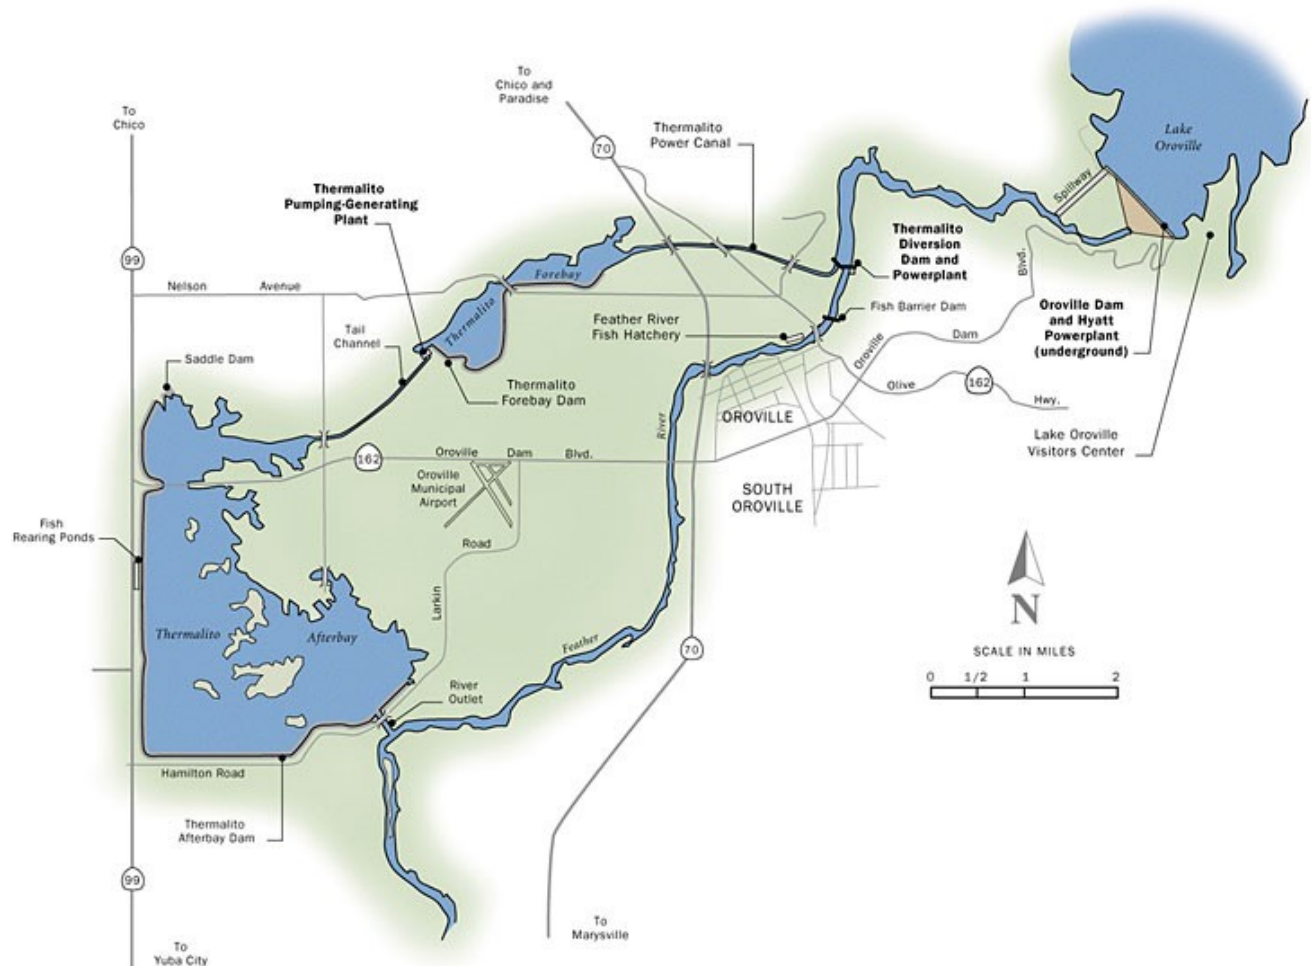 To
Chico and
Paradise
To
Chico
Thermalito
Power Canal
Lake
Oroville
70
Spillway
Thermalito
Pumping-Generating
Plant
Thermalito
Diversion
Dam and
Powerplant
99
Forebay
Blvd.
Nelson
Avenue
Thermalito
Fish Barrier Dam
Oroville Dam
and Hyatt
Powerplant
(underground)
Feather River
Fish Hatchery
Tail
Channel
Dam
Oroville
Saddle Dam
Thermalito
Forebay Dam
Olive
162
Hwy.
OROVILLE
River
Lake Oroville
Visitors Center
162
Oroville
Dam
Blvd.
Oroville
Municipal
Airport
SOUTH
OROVILLE
Fish
Rearing Ponds
Road
Larkin
N
Thermalito
Afterbay
Feather
70
SCALE IN MILES
0 1/2 1 2
River
Outlet
Hamilton Road
Thermalito
Afterbay Dam
99
To
Marysville
To
Yuba City